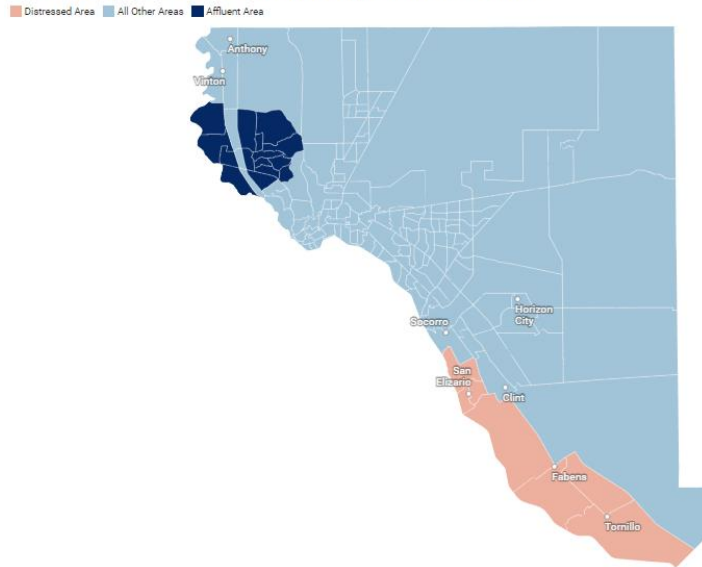 Distressed Area All Other Areas Affluent Area
Anthony
Vinton
Horizon
City
Socorro
San
Elizario
Clint
Fabens
Tornillo